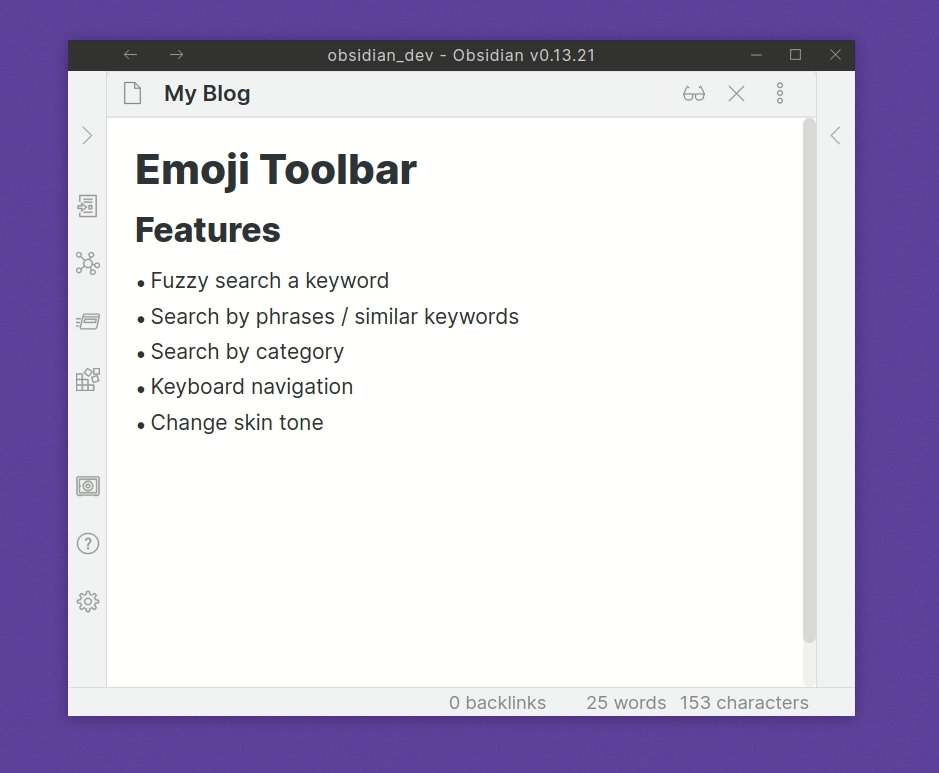 obsidian_dev - Obsidian v0.13.21
My Blog
Emoji Toolbar
Features
• Fuzzy search a keyword
• Search by phrases / similar keywords
• Search by category
• Keyboard navigation
• Change skin tone
0 backlinks 25 words 153 characters